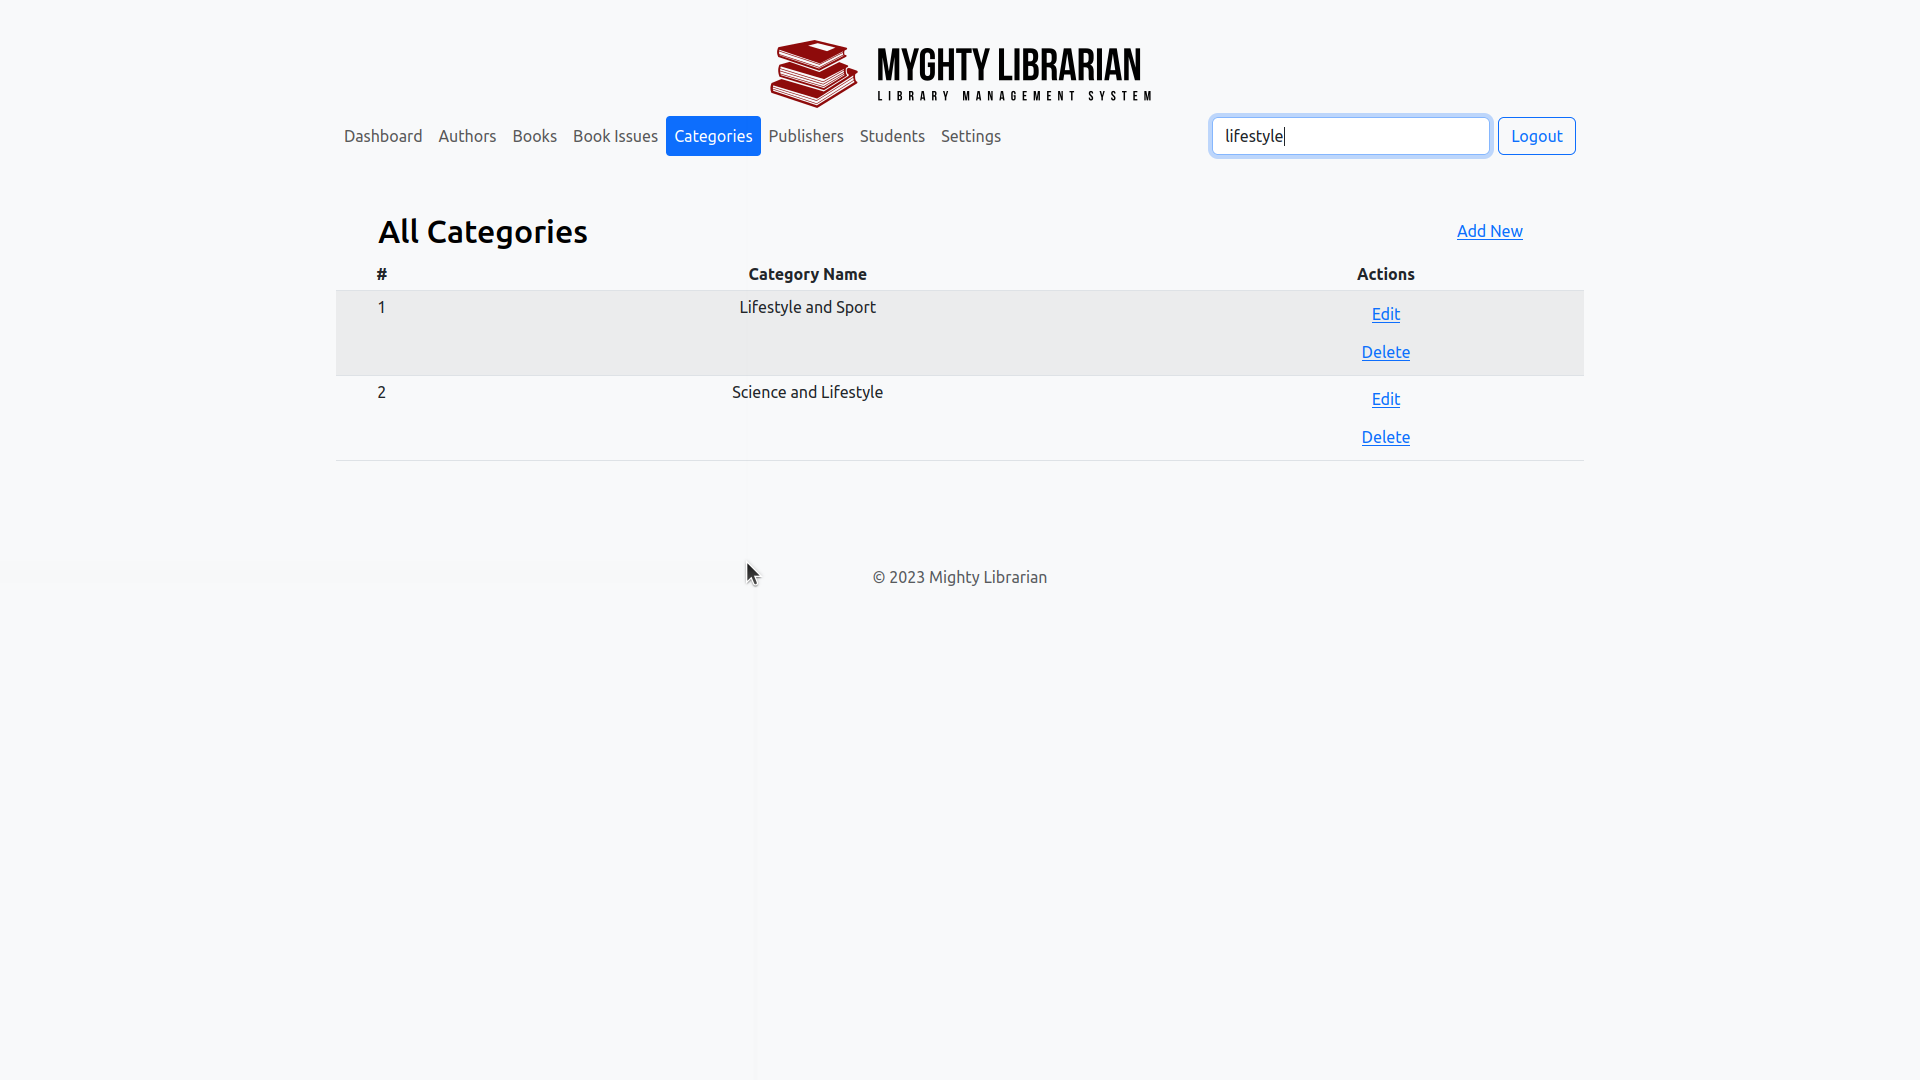 MYGHTY LIBRARIAN
LIBRARY MANAGEMENT SYSTEM
Dashboard Authors Books Book Issues Categories Publishers Students Settings lifestyle Logout
All Categories Add New
# Category Name Actions
1 Lifestyle and Sport Edit
Delete
2 Science and Lifestyle Edit
Delete
© 2023 Mighty Librarian